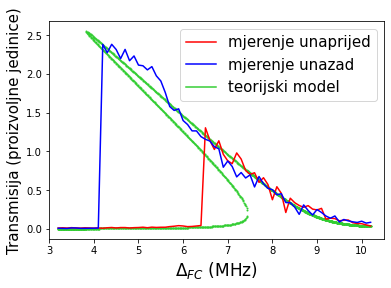 Transmisija (proizvoljne jedinice)
2.5
2.0
1.5
1.0
0.5
0.0
mjerenje unaprijed
mjerenje unazad
teorijski model
3 4 5 6 7 8 9 10
Δ_FC (MHz)